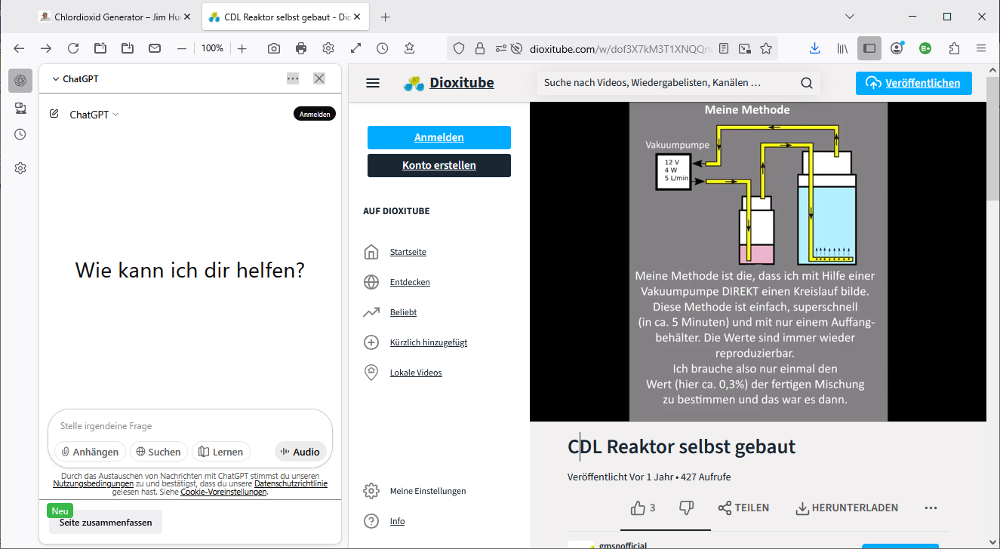 Chlordioxid Generator – Jim Hu
CDL Reaktor selbst gebaut - Dio
100%
dioxitube.com/w/dof3X7kM3T1XNQQn
ChatGPT
ChatGPT
Anmelden
Wie kann ich dir helfen?
Stelle irgendeine Frage
Anhängen
Suchen
Lernen
Audio
Durch das Austauschen von Nachrichten mit ChatGPT stimmst du unseren
Nutzungsbedingungen zu und bestätigst, dass du unsere Datenschutzrichtlinie
gelesen hast. Siehe Cookie-Voreinstellungen.
Neu
Seite zusammenfassen
Dioxitube
Suche nach Videos, Wiedergabelisten, Kanälen …
Veröffentlichen
Anmelden
Konto erstellen
AUF DIOXITUBE
Startseite
Entdecken
Beliebt
Kürzlich hinzugefügt
Lokale Videos
Meine Einstellungen
Info
Meine Methode
Vakuumpumpe
12 V
4 W
5 L/min
Meine Methode ist die, dass ich mit Hilfe einer
Vakuumpumpe DIREKT einen Kreislauf bilde.
Diese Methode ist einfach, superschnell
(in ca. 5 Minuten) und mit nur einem Auffang-
behälter. Die Werte sind immer wieder
reproduzierbar.
Ich brauche also nur einmal den
Wert (hier ca. 0,3%) der fertigen Mischung
zu bestimmen und das war es dann.
CDL Reaktor selbst gebaut
Veröffentlicht Vor 1 Jahr • 427 Aufrufe
3
TEILEN
HERUNTERLADEN
gmsnofficial